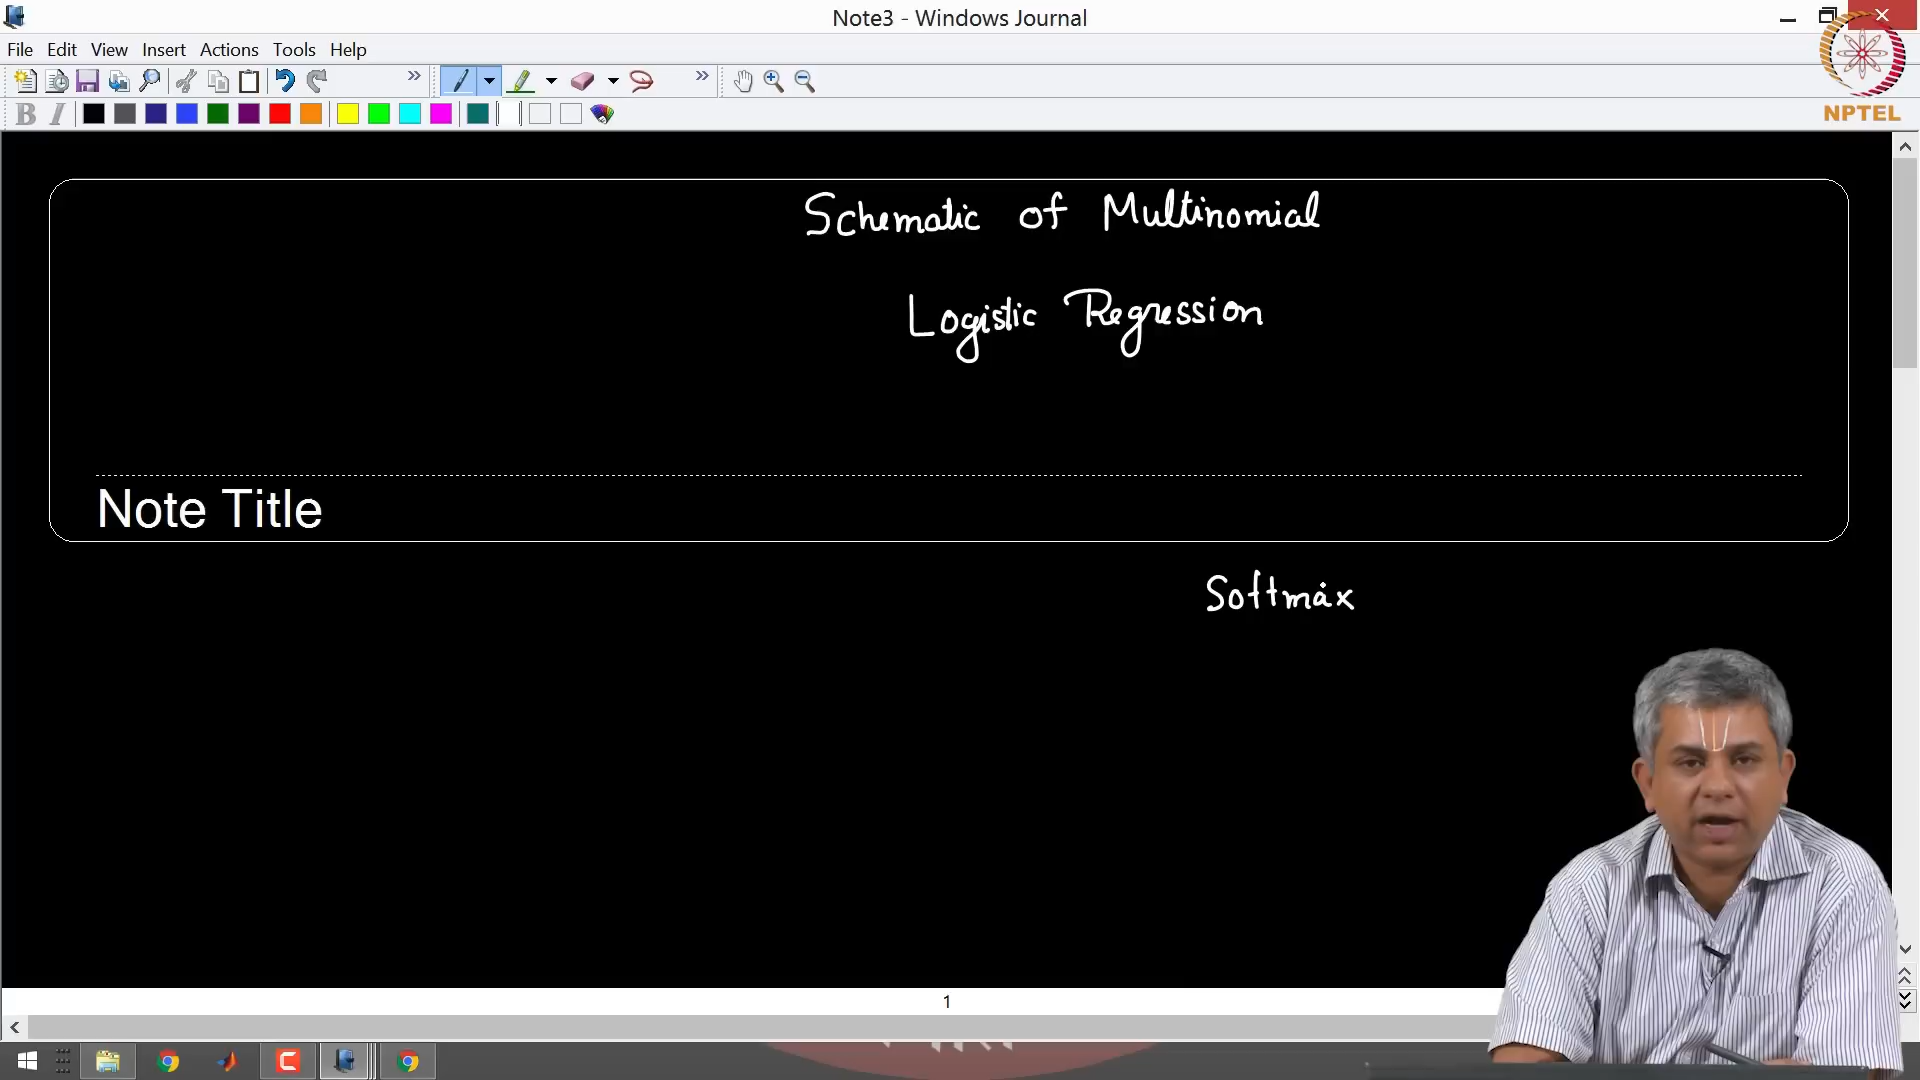 Note3 - Windows Journal
File Edit View Insert Actions Tools Help
B I
NPTEL
Schematic of Multinomial
Logistic Regression
Note Title
Softmax
1